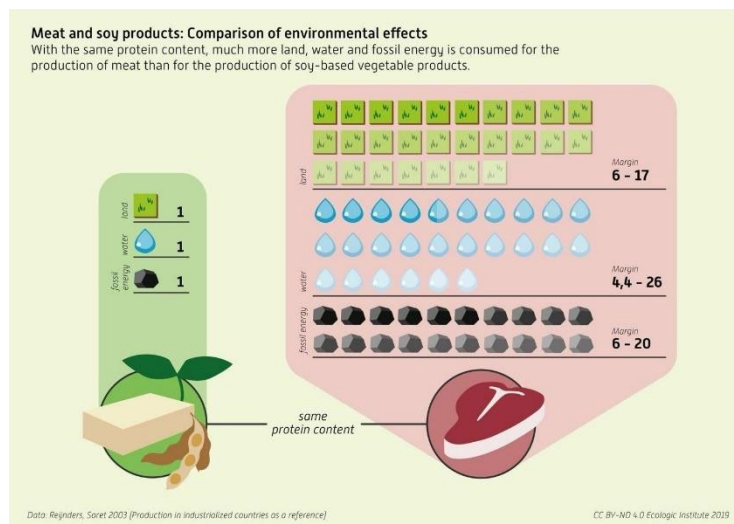 Meat and soy products: Comparison of environmental effects
With the same protein content, much more land, water and fossil energy is consumed for the
production of meat than for the production of soy-based vegetable products.
land 1
water 1
fossil
energy 1
land
Margin
6 - 17
water
Margin
4,4 - 26
fossil energy
Margin
6 - 20
same
protein content
Data: Reijnders, Soret 2003 (Production in industrialized countries as a reference)
CC BY-ND 4.0 Ecologic Institute 2019